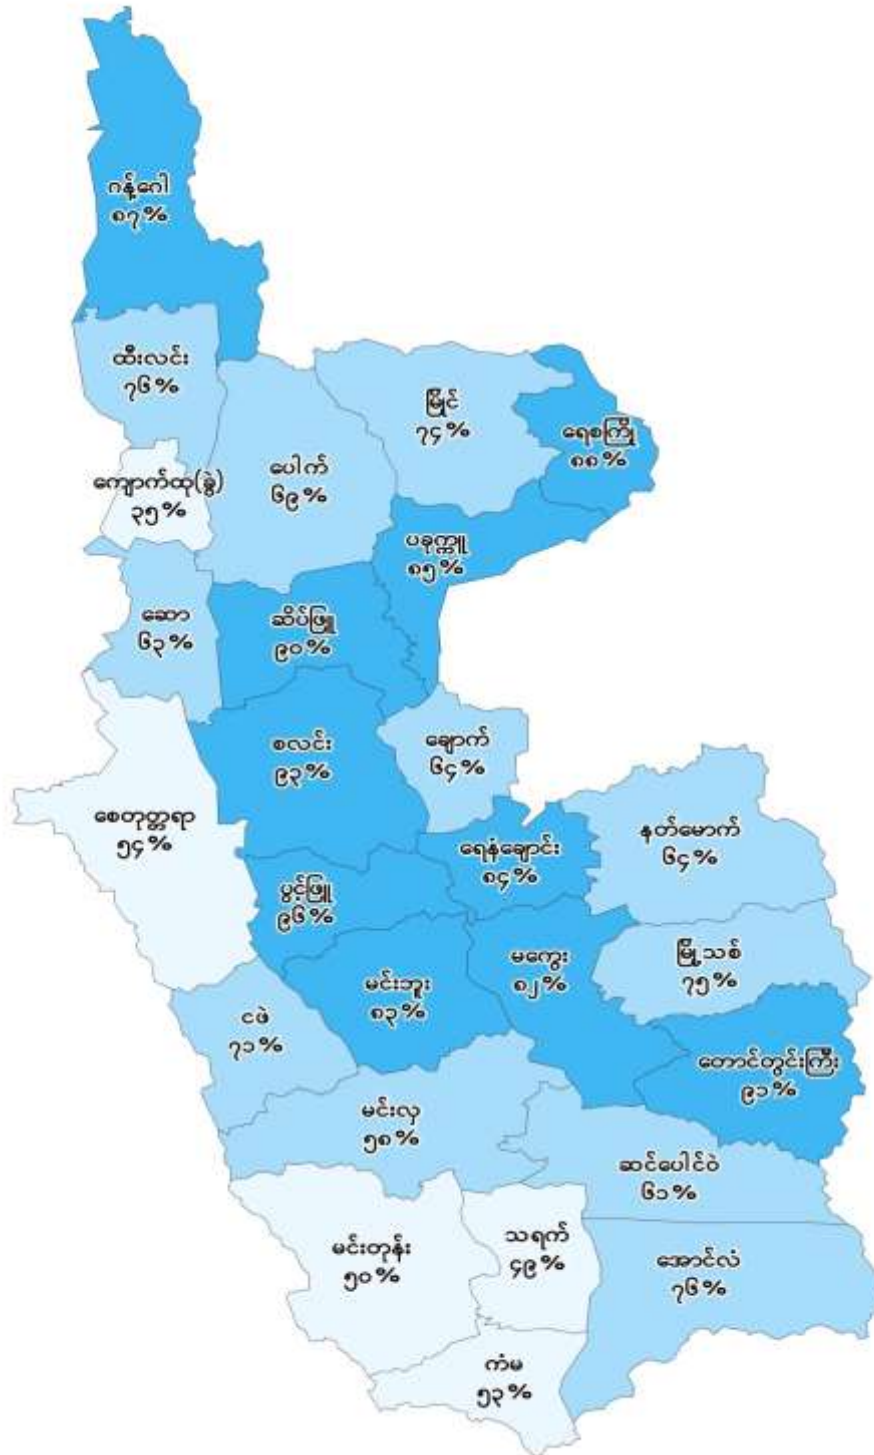 ဂန့်ဂေါ
၈၇%
ထီးလင်း
၇၆%
မြိုင်
၇၄%
ရေစကြို
၈၈%
ပေါက်
၆၉%
ကျောက်ထု(ခွဲ)
၃၅%
ပခုက္ကူ
၈၅%
ဆော
၆၃%
ဆိပ်ဖြူ
၉၀%
စလင်း
၉၃%
ချောက်
၆၄%
စေတုတ္တရာ
၅၄%
ရေနံချောင်း
၈၄%
နတ်မောက်
၆၄%
ပွင့်ဖြူ
၉၆%
မကွေး
၈၂%
မြို့သစ်
၇၅%
မင်းဘူး
၈၃%
ငဖဲ
၇၁%
တောင်တွင်းကြီး
၉၁%
မင်းလှ
၅၈%
ဆင်ပေါင်ဝဲ
၆၁%
မင်းတုန်း
၅၀%
သရက်
၄၉%
အောင်လံ
၇၆%
ကံမ
၅၃%